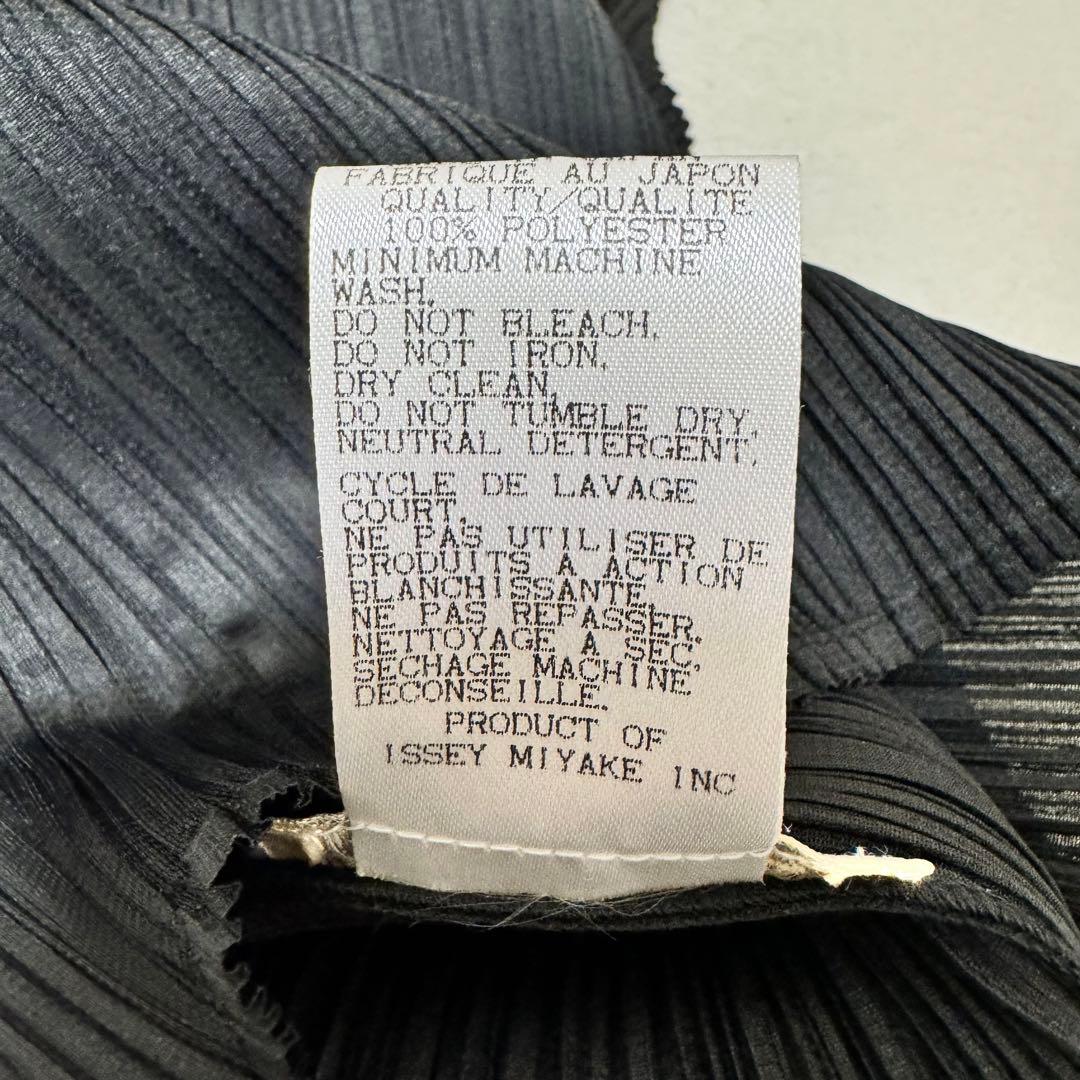 FABRIQUE AU JAPON
QUALITY/QUALITE
100% POLYESTER
MINIMUM MACHINE
WASH.
DO NOT BLEACH.
DO NOT IRON.
DRY CLEAN.
DO NOT TUMBLE DRY.
NEUTRAL DETERGENT.
CYCLE DE LAVAGE
COURT.
NE PAS UTILISER DE
PRODUITS A ACTION
BLANCHISSANTE.
NE PAS REPASSER.
NETTOYAGE A SEC.
SECHAGE MACHINE
DECONSEILLE.
PRODUCT OF
ISSEY MIYAKE INC